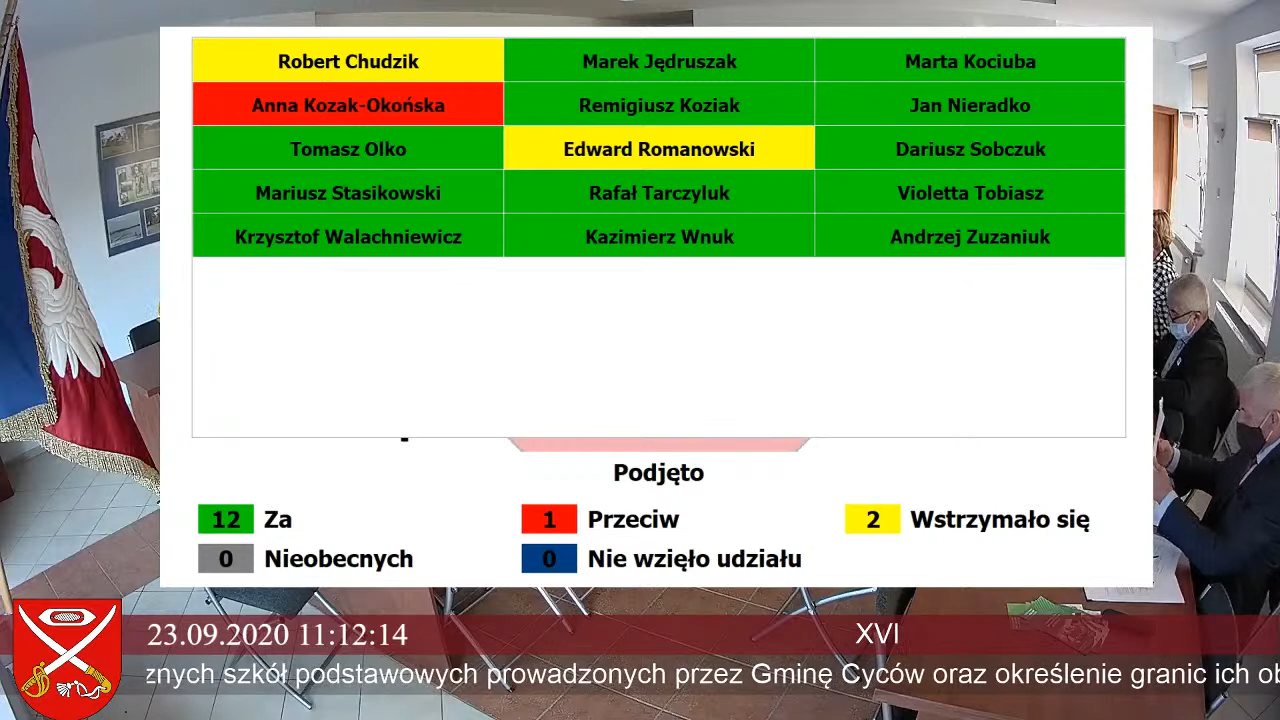 Robert Chudzik Marek Jędruszak Marta Kociuba
Anna Kozak-Okońska Remigiusz Koziak Jan Nieradko
Tomasz Olko Edward Romanowski Dariusz Sobczuk
Mariusz Stasikowski Rafał Tarczyluk Violetta Tobiasz
Krzysztof Walachniewicz Kazimierz Wnuk Andrzej Zuzaniuk
Podjęto
12 Za 1 Przeciw 2 Wstrzymało się
0 Nieobecnych 0 Nie wzięło udziału
23.09.2020 11:12:14 XVI
znych szkół podstawowych prowadzonych przez Gminę Cyców oraz określenie granic ich ob